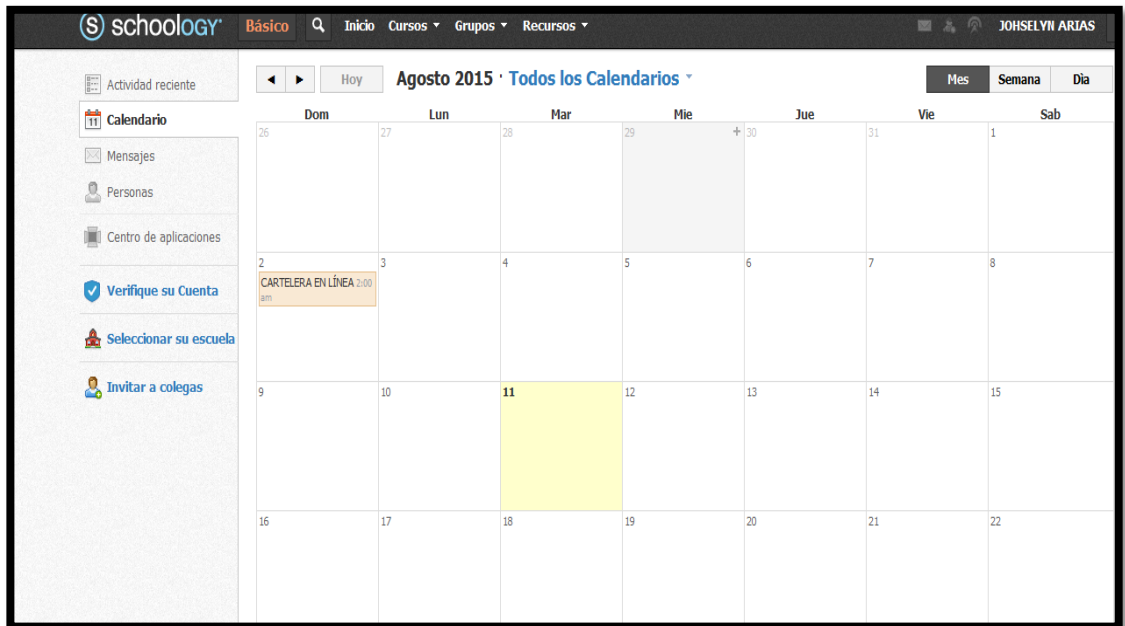 schoology Básico Inicio Cursos Grupos Recursos JOHSELYN ARIAS
Actividad reciente
11 Calendario
Mensajes
Personas
Centro de aplicaciones
Verifique su Cuenta
Seleccionar su escuela
Invitar a colegas
Hoy Agosto 2015 · Todos los Calendarios Mes Semana Día
Dom Lun Mar Mie Jue Vie Sab
26 27 28 29 + 30 31 1
2 3 4 5 6 7 8
CARTELERA EN LÍNEA 2:00
am
9 10 11 12 13 14 15
16 17 18 19 20 21 22